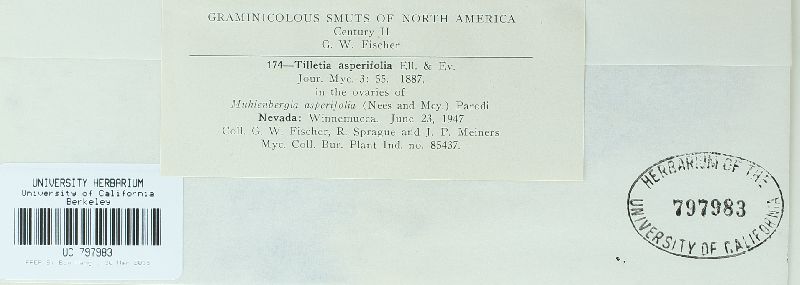 GRAMINICOLOUS SMUTS OF NORTH AMERICA
Century II
G. W. Fischer
174—Tilletia asperifolia Ell. & Ev.
Jour. Myc. 3: 55. 1887.
in the ovaries of
Muhlenbergia asperifolia (Nees and Mey.) Parodi
Nevada: Winnemucca. June 23, 1947
Coll. G. W. Fischer, R. Sprague and J. P. Meiners
Myc. Coll. Bur. Plant Ind. no. 85437.
UNIVERSITY HERBARIUM
University of California
Berkeley
UC 797983
HERBARIUM OF THE
797983
UNIVERSITY OF CALIFORNIA